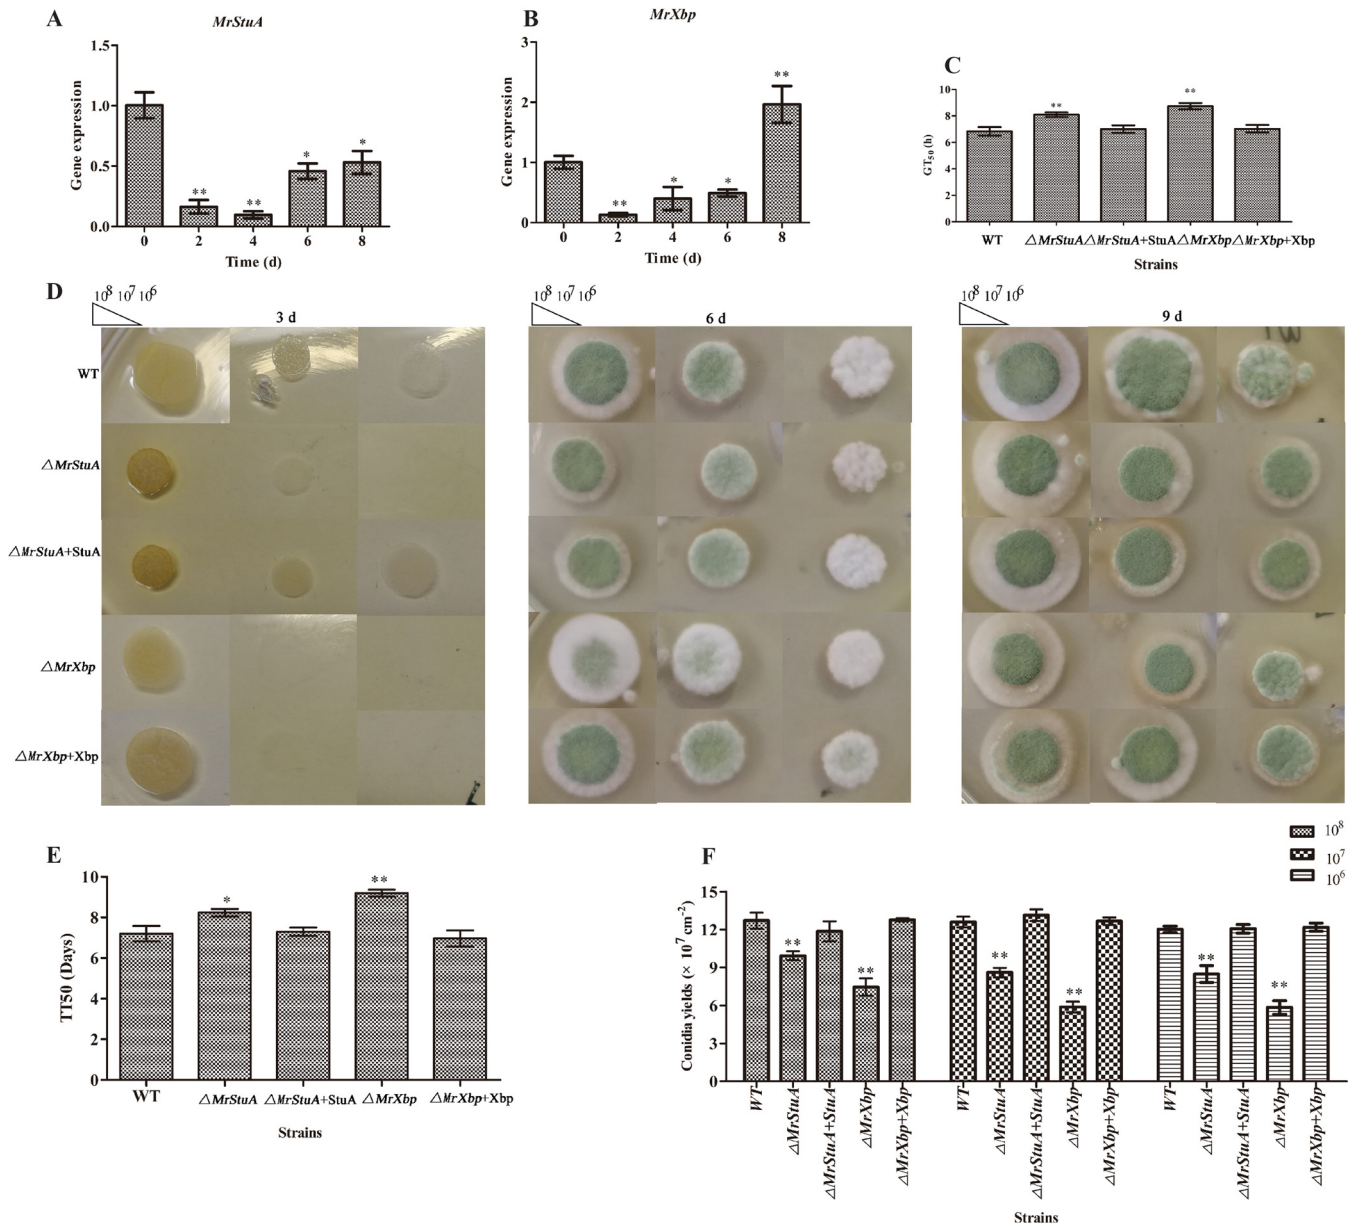 A
MrStuA
Gene expression
1.5
1.0
0.5
0.0
**
**
*
*
0 2 4 6 8
Time (d)
B
MrXbp
Gene expression
3
2
1
0
**
*
*
**
0 2 4 6 8
Time (d)
C
GT50 (h)
10
8
6
4
2
0
**
**
WT △MrStuA △MrStuA+StuA △MrXbp △MrXbp+Xbp
Strains
D
10⁸ 10⁷ 10⁶
3 d
10⁸ 10⁷ 10⁶
6 d
10⁸ 10⁷ 10⁶
9 d
WT
△MrStuA
△MrStuA+StuA
△MrXbp
△MrXbp+Xbp
E
TT50 (Days)
10
8
6
4
2
0
*
**
WT △MrStuA △MrStuA+StuA △MrXbp △MrXbp+Xbp
Strains
F
10⁸
10⁷
10⁶
Conidia yields (× 10⁷ cm⁻²)
15
12
9
6
3
0
** ** ** ** ** **
WT △MrStuA △MrStuA+StuA △MrXbp △MrXbp+Xbp WT △MrStuA △MrStuA+StuA △MrXbp △MrXbp+Xbp WT △MrStuA △MrStuA+StuA △MrXbp △MrXbp+Xbp
Strains